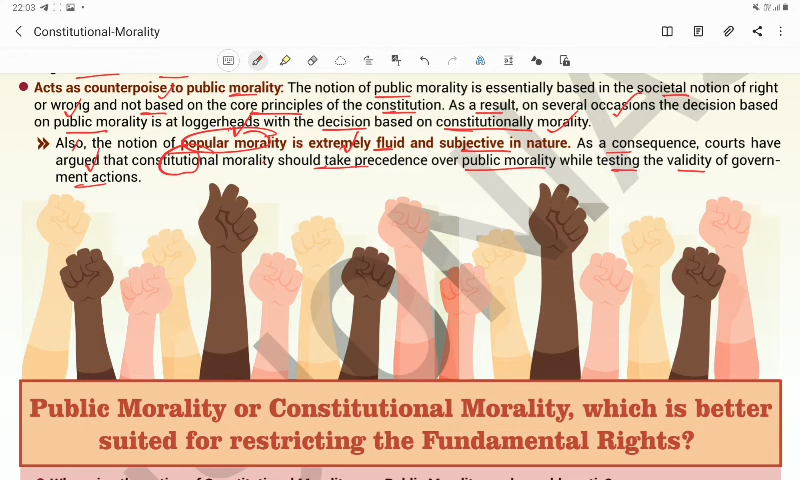 22:03
Constitutional-Morality
Acts as counterpoise to public morality: The notion of public morality is essentially based in the societal notion of right
or wrong and not based on the core principles of the constitution. As a result, on several occasions the decision based
on public morality is at loggerheads with the decision based on constitutionally morality.
Also, the notion of popular morality is extremely fluid and subjective in nature. As a consequence, courts have
argued that constitutional morality should take precedence over public morality while testing the validity of govern-
ment actions.
Public Morality or Constitutional Morality, which is better
suited for restricting the Fundamental Rights?